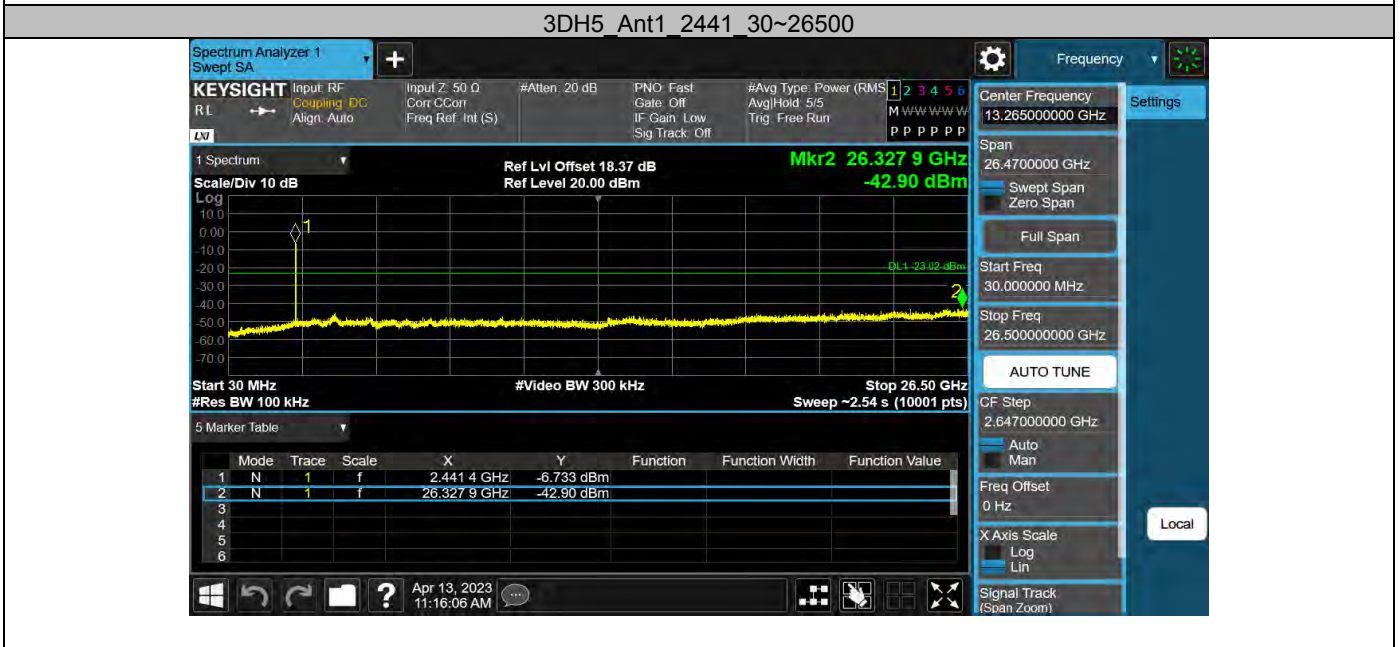 3DH5_Ant1_2441_30~26500
Spectrum Analyzer 1
Swept SA
+
Frequency
KEYSIGHT
RL
LXI
Input: RF
Coupling: DC
Align: Auto
Input Z: 50 Ω
Corr CCorr
Freq Ref: Int (S)
#Atten: 20 dB
PNO: Fast
Gate: Off
IF Gain: Low
Sig Track: Off
#Avg Type: Power (RMS
Avg|Hold: 5/5
Trig: Free Run
1 2 3 4 5 6
M W W W W W
P P P P P P
1 Spectrum
Scale/Div 10 dB
Ref Lvl Offset 18.37 dB
Ref Level 20.00 dBm
Mkr2 26.327 9 GHz
-42.90 dBm
Log
10.0
0.00
-10.0
-20.0
-30.0
-40.0
-50.0
-60.0
-70.0
1
DL1 -23.02 dBm
2
Start 30 MHz
#Res BW 100 kHz
#Video BW 300 kHz
Stop 26.50 GHz
Sweep ~2.54 s (10001 pts)
5 Marker Table
Mode Trace Scale X Y Function Function Width Function Value
1 N 1 f 2.441 4 GHz -6.733 dBm
2 N 1 f 26.327 9 GHz -42.90 dBm
3
4
5
6
?
Apr 13, 2023
11:16:06 AM
Center Frequency
13.265000000 GHz
Span
26.4700000 GHz
Swept Span
Zero Span
Full Span
Start Freq
30.000000 MHz
Stop Freq
26.500000000 GHz
AUTO TUNE
CF Step
2.647000000 GHz
Auto
Man
Freq Offset
0 Hz
X Axis Scale
Log
Lin
Signal Track
(Span Zoom)
Settings
Local